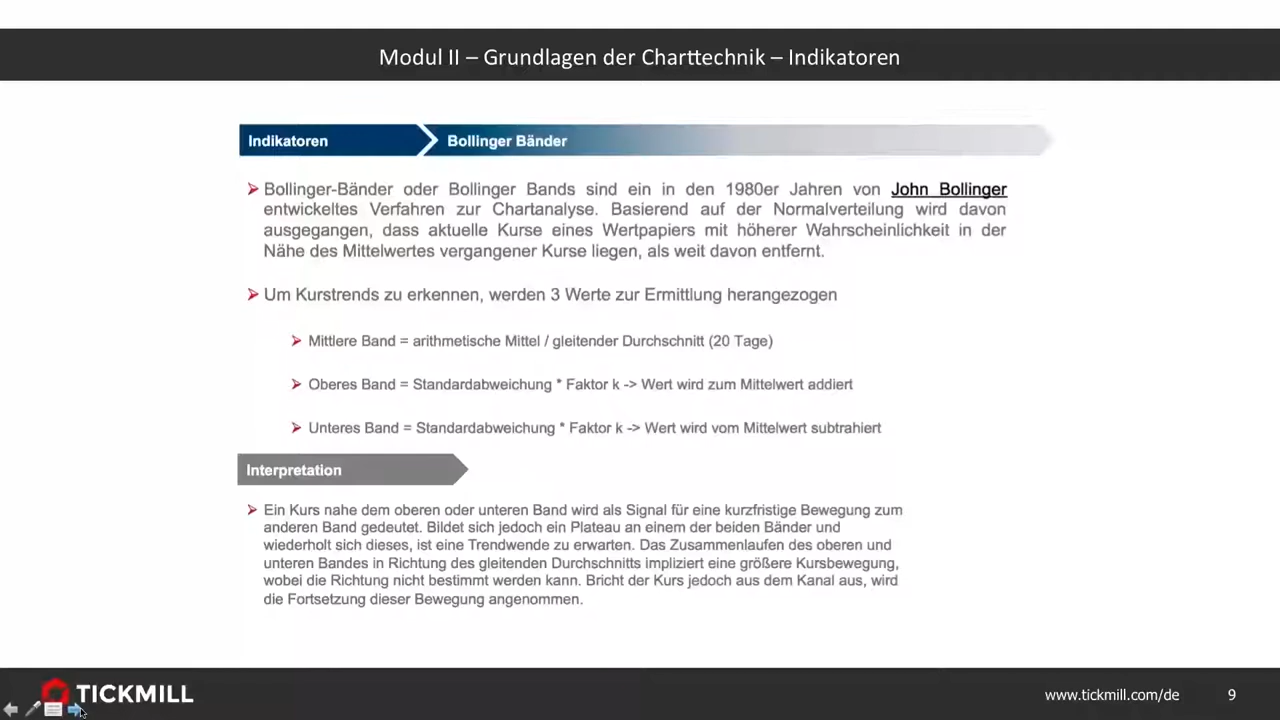 Modul II – Grundlagen der Charttechnik – Indikatoren
Indikatoren
Bollinger Bänder
Bollinger-Bänder oder Bollinger Bands sind ein in den 1980er Jahren von John Bollinger
entwickeltes Verfahren zur Chartanalyse. Basierend auf der Normalverteilung wird davon
ausgegangen, dass aktuelle Kurse eines Wertpapiers mit höherer Wahrscheinlichkeit in der
Nähe des Mittelwertes vergangener Kurse liegen, als weit davon entfernt.
Um Kurstrends zu erkennen, werden 3 Werte zur Ermittlung herangezogen
Mittlere Band = arithmetische Mittel / gleitender Durchschnitt (20 Tage)
Oberes Band = Standardabweichung * Faktor k -> Wert wird zum Mittelwert addiert
Unteres Band = Standardabweichung * Faktor k -> Wert wird vom Mittelwert subtrahiert
Interpretation
Ein Kurs nahe dem oberen oder unteren Band wird als Signal für eine kurzfristige Bewegung zum
anderen Band gedeutet. Bildet sich jedoch ein Plateau an einem der beiden Bänder und
wiederholt sich dieses, ist eine Trendwende zu erwarten. Das Zusammenlaufen des oberen und
unteren Bandes in Richtung des gleitenden Durchschnitts impliziert eine größere Kursbewegung,
wobei die Richtung nicht bestimmt werden kann. Bricht der Kurs jedoch aus dem Kanal aus, wird
die Fortsetzung dieser Bewegung angenommen.
TICKMILL
www.tickmill.com/de
9